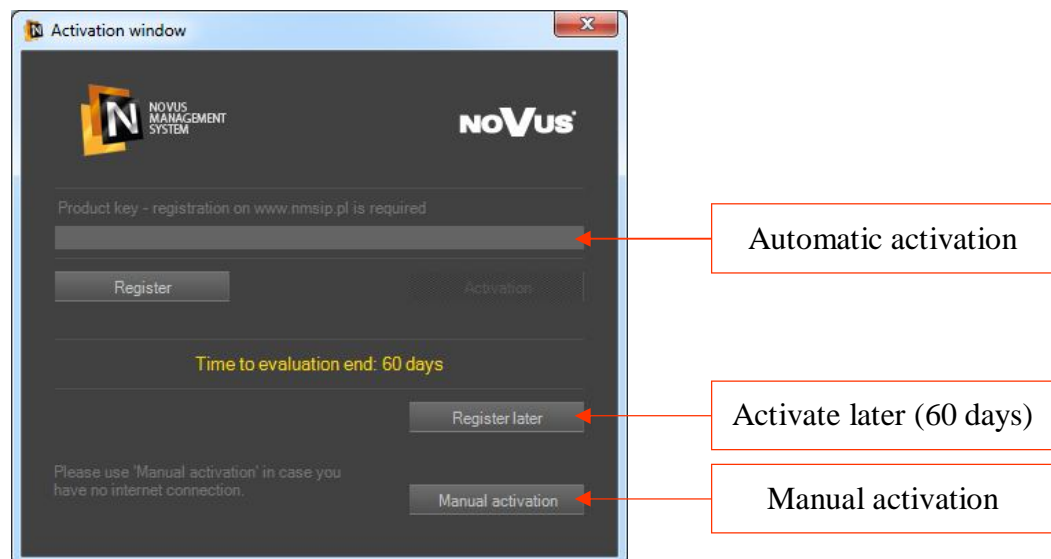 Activation window
NOVUS
MANAGEMENT
SYSTEM
NOVUS
Product key - registration on www.nmsip.pl is required
Automatic activation
Register
Activation
Time to evaluation end: 60 days
Register later
Activate later (60 days)
Please use 'Manual activation' in case you
have no internet connection.
Manual activation
Manual activation